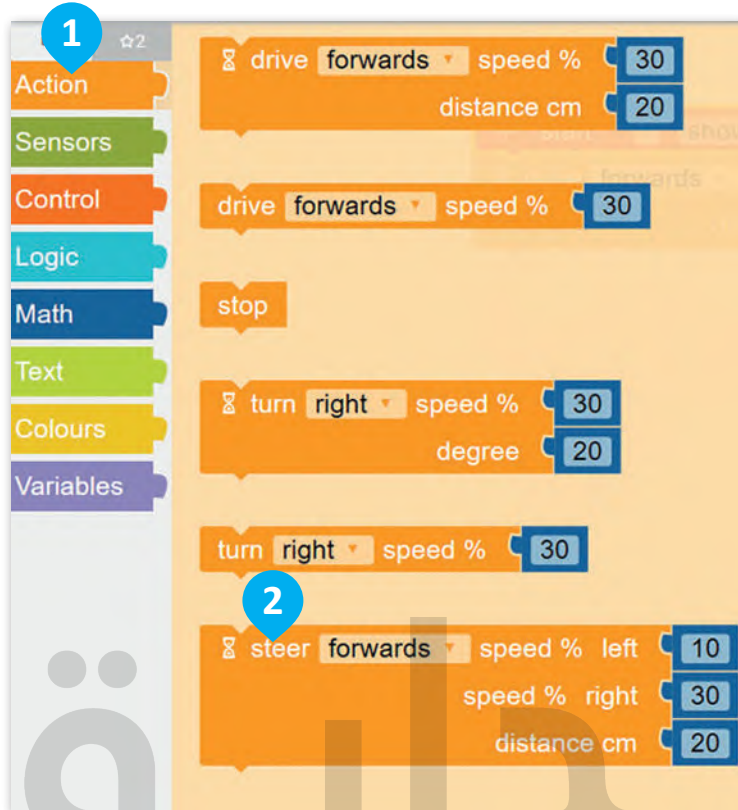 1
☆2
Action
Sensors
Control
Logic
Math
Text
Colours
Variables
drive forwards speed % 30
distance cm 20
drive forwards speed % 30
stop
turn right speed % 30
degree 20
turn right speed % 30
2
steer forwards speed % left 10
speed % right 30
distance cm 20
show
forwards